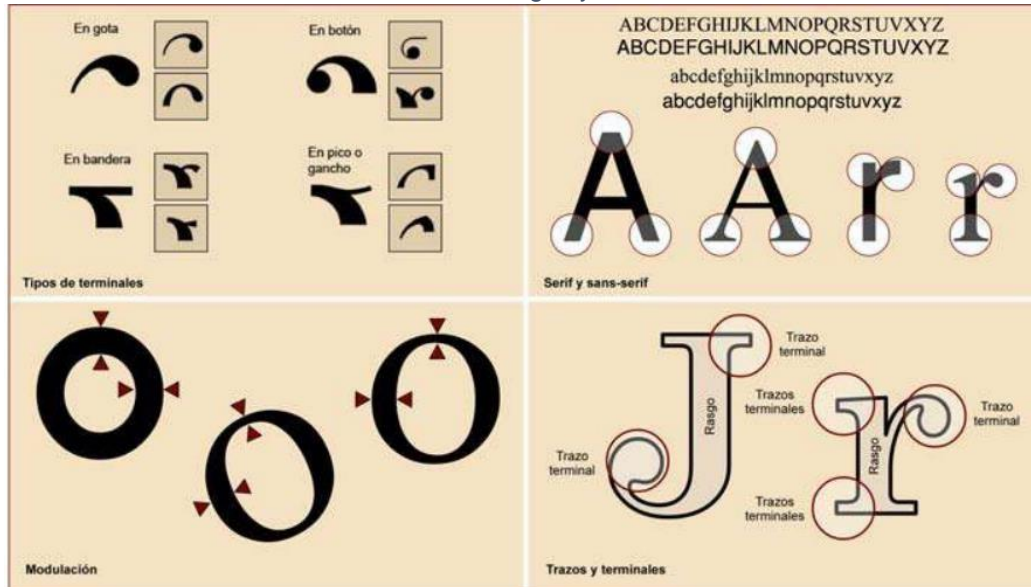 En gota
En botón
En bandera
En pico o
gancho
Tipos de terminales
ABCDEFGHIJKLMNOPQRSTUVXYZ
ABCDEFGHIJKLMNOPQRSTUVXYZ
abcdefghijklmnopqrstuvxyz
abcdefghijklmnopqrstuvxyz
A A r r
Serif y sans-serif
O O O
Modulación
Trazo
terminal
Trazos
terminales
Trazo
terminal
Trazo
terminal
Trazos
terminales
J r
Rasgo
Rasgo
Trazos y terminales